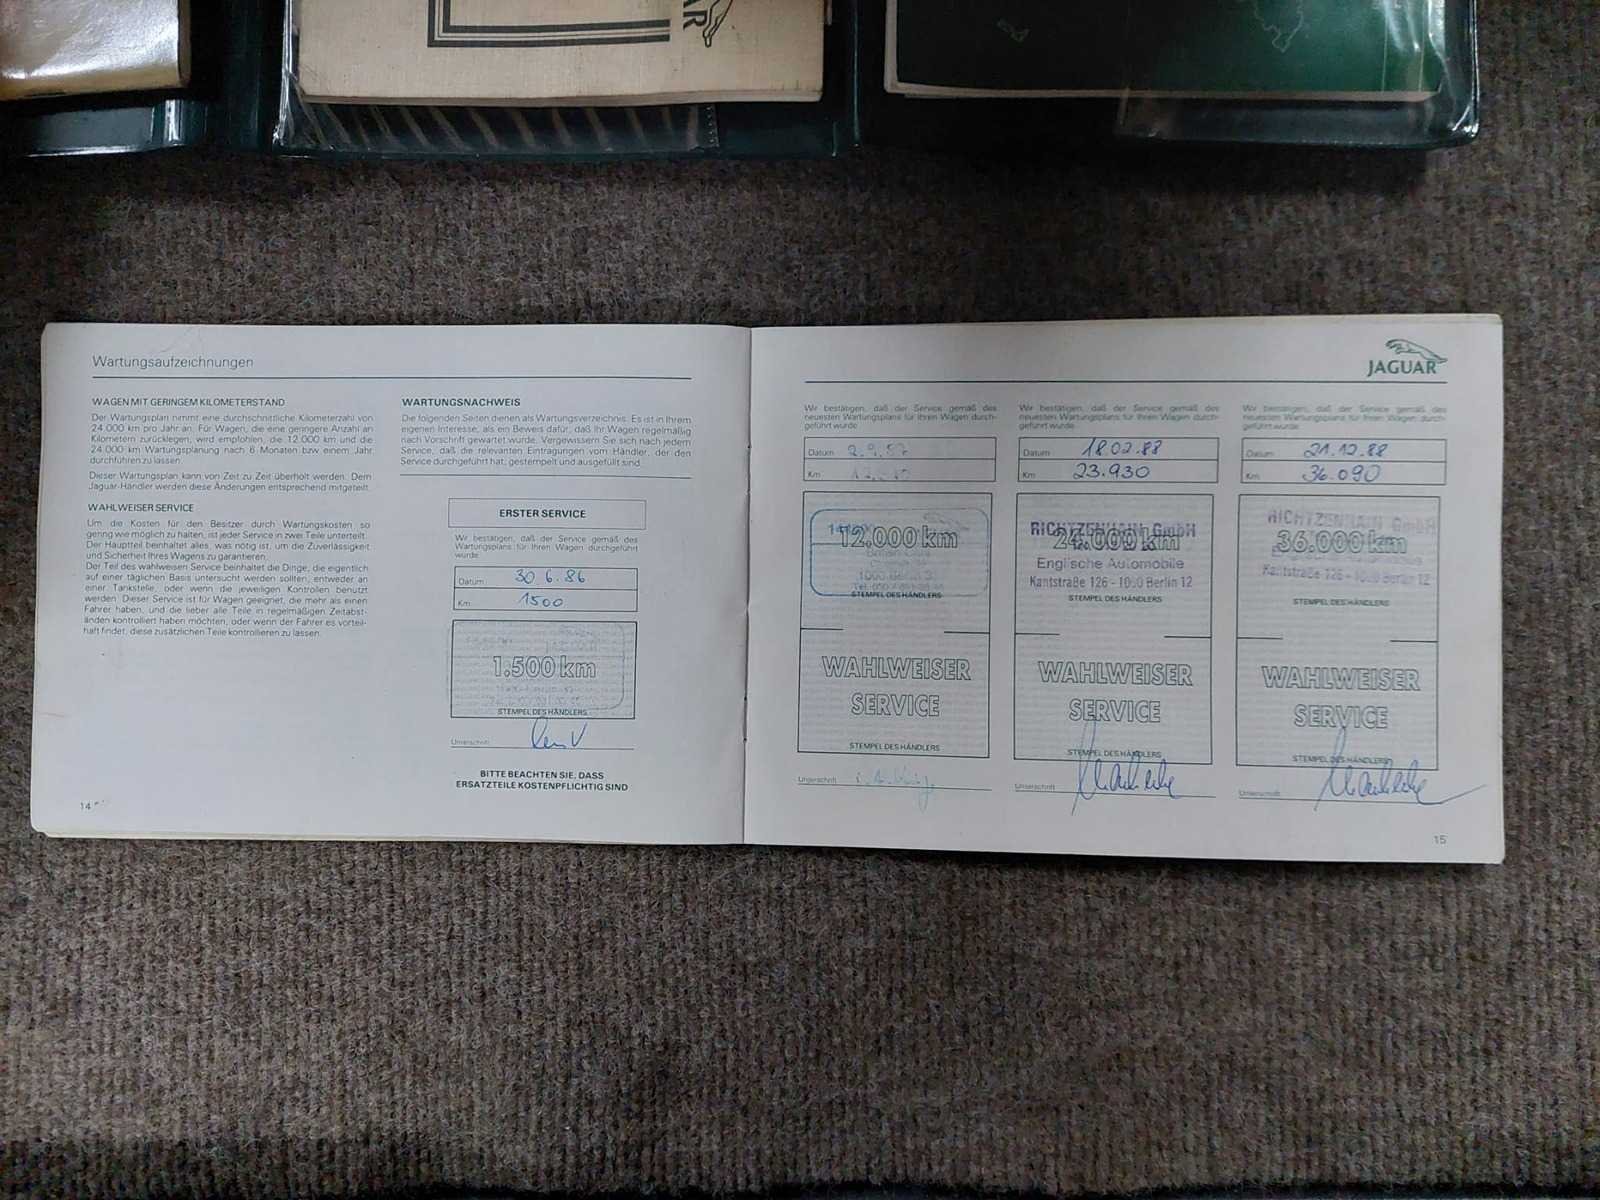 JAGUAR
Wartungsaufzeichnungen
WAGEN MIT GERINGEM KILOMETERSTAND
Der Wartungsplan nimmt eine durchschnittliche Kilometerzahl von
24.000 km pro Jahr an. Für Wagen, die eine geringere Anzahl an
Kilometern zurücklegen, wird empfohlen, die 12.000 km und die
24.000 km Wartungsplanung nach 6 Monaten bzw einem Jahr
durchführen zu lassen.
Dieser Wartungsplan kann von Zeit zu Zeit überholt werden. Dem
Jaguar-Händler werden diese Änderungen entsprechend mitgeteilt.
WAHLWEISER SERVICE
Um die Kosten für den Besitzer durch Wartungskosten so
gering wie möglich zu halten, ist jeder Service in zwei Teile unterteilt.
Der Hauptteil beinhaltet alles, was nötig ist, um die Zuverlässigkeit
und Sicherheit Ihres Wagens zu garantieren.
Der Teil des wahlweisen Service beinhaltet die Dinge, die eigentlich
auf einer täglichen Basis untersucht werden sollten, entweder an
einer Tankstelle, oder wenn die jeweiligen Kontrollen benutzt
werden. Dieser Service ist für Wagen geeignet, die mehr als einem
Fahrer haben, und die lieber alle Teile in regelmäßigen Zeitabst-
änden kontrolliert haben möchten, oder wenn der Fahrer es vorteil-
haft findet, diese zusätzlichen Teile kontrollieren zu lassen.
14
WARTUNGSNACHWEIS
Die folgenden Seiten dienen als Wartungsverzeichnis. Es ist in Ihrem
eigenen Interesse, als ein Beweis dafür, daß Ihr Wagen regelmäßig
nach Vorschrift gewartet wurde. Vergewissern Sie sich nach jedem
Service, daß die relevanten Eintragungen vom Händler, der den
Service durchgeführt hat, gestempelt und ausgefüllt sind.
ERSTER SERVICE
Wir bestätigen, daß der Service gemäß des
Wartungsplans für Ihren Wagen durchgeführt
wurde
Datum 30.6.86
Km 1500
1.500 km
STEMPEL DES HÄNDLERS
Unterschrift
BITTE BEACHTEN SIE, DASS
ERSATZTEILE KOSTENPFLICHTIG SIND
JAGUAR
Wir bestätigen, daß der Service gemäß des
neuesten Wartungsplans für Ihren Wagen durch-
geführt wurde
Datum 2.9.87
Km
12.000 km
STEMPEL DES HÄNDLERS
WAHLWEISER
SERVICE
STEMPEL DES HÄNDLERS
Unterschrift
Wir bestätigen, daß der Service gemäß des
neuesten Wartungsplans für Ihren Wagen durch-
geführt wurde
Datum 18.02.88
Km 23.930
RICHTZENHAIN GmbH
24.000 km
Englische Automobile
Kantstraße 126 - 1000 Berlin 12
STEMPEL DES HÄNDLERS
WAHLWEISER
SERVICE
STEMPEL DES HÄNDLERS
Unterschrift
Wir bestätigen, daß der Service gemäß des
neuesten Wartungsplans für Ihren Wagen durch-
geführt wurde
Datum 21.12.88
Km 36.090
RICHTZENHAIN GmbH
36.000 km
Kantstraße 126 - 1000 Berlin 12
STEMPEL DES HÄNDLERS
WAHLWEISER
SERVICE
STEMPEL DES HÄNDLERS
Unterschrift
15